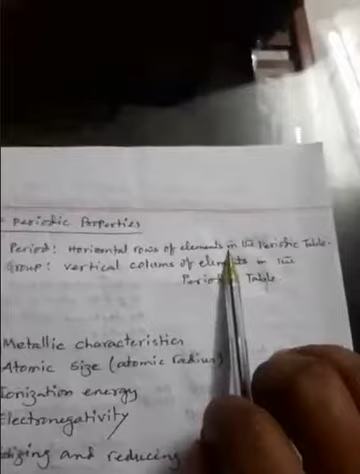 Periodic Properties
Period: Horizontal rows of elements in the Periodic Table.
Group: vertical colums of elements in the
Periodic Table.
Metallic characteristics
Atomic size (atomic radius)
Ionization energy
Electronegativity
and reducing